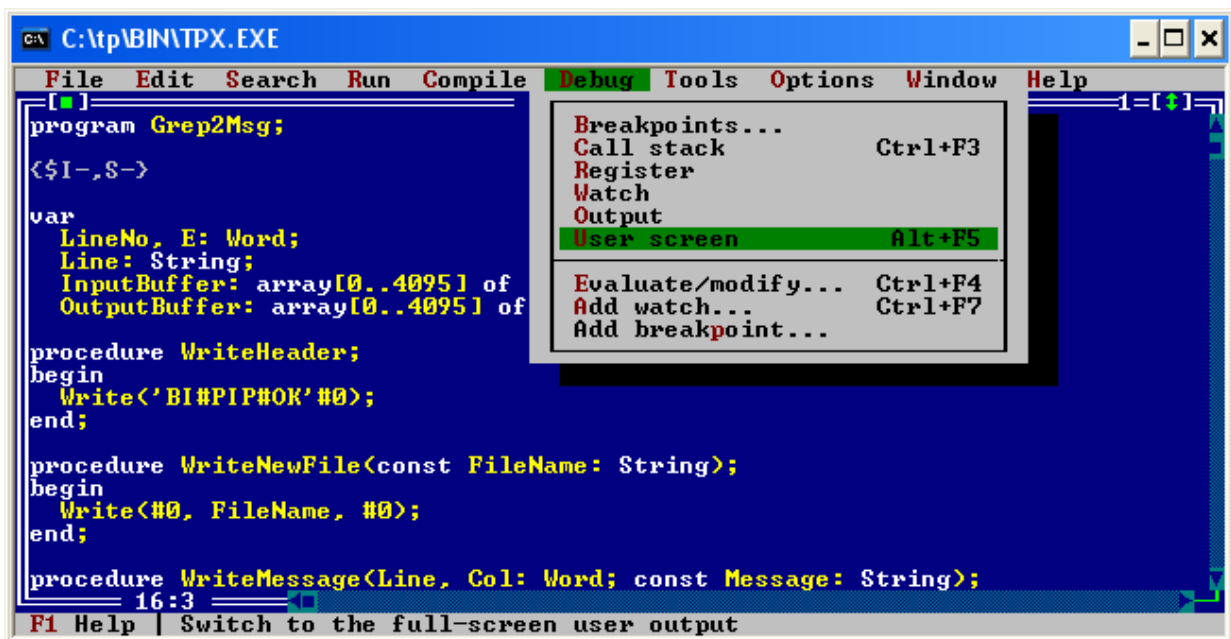 C:\tp\BIN\TPX.EXE
File Edit Search Run Compile Debug Tools Options Window Help
1=[↕]
program Grep2Msg;
{$I-,S-}
var
LineNo, E: Word;
Line: String;
InputBuffer: array[0..4095] of
OutputBuffer: array[0..4095] of
procedure WriteHeader;
begin
Write('BI#PIP#OK'#0);
end;
procedure WriteNewFile(const FileName: String);
begin
Write(#0, FileName, #0);
end;
procedure WriteMessage(Line, Col: Word; const Message: String);
Breakpoints...
Call stack Ctrl+F3
Register
Watch
Output
User screen Alt+F5
Evaluate/modify... Ctrl+F4
Add watch... Ctrl+F7
Add breakpoint...
16:3
F1 Help | Switch to the full-screen user output